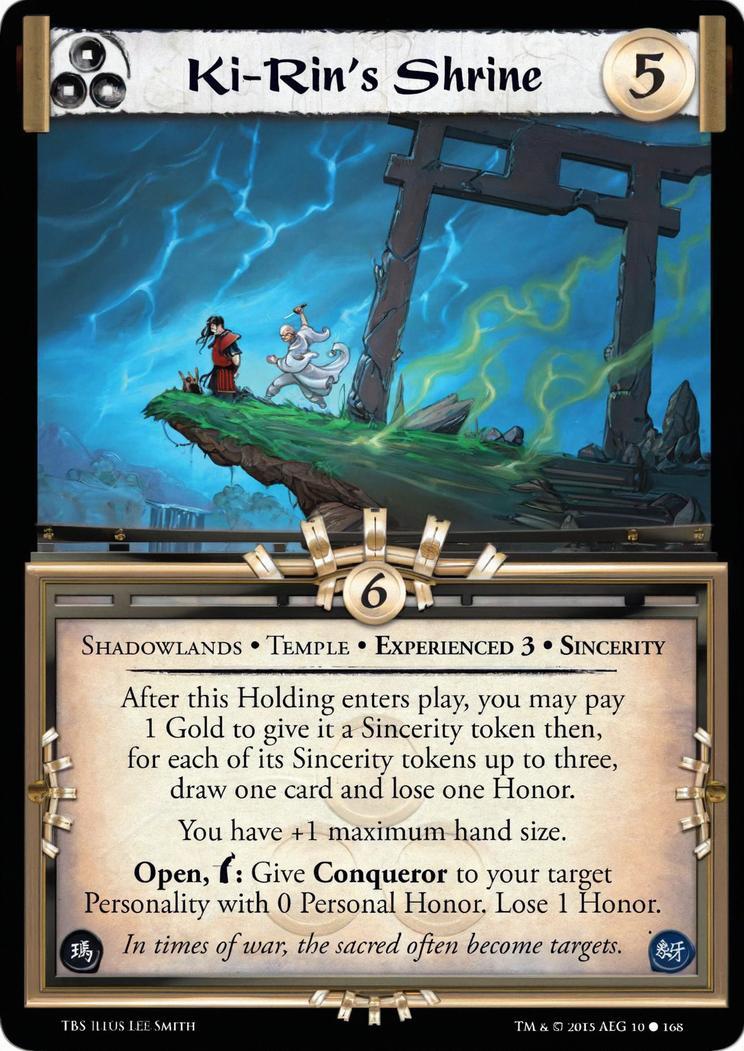 Ki-Rin's Shrine
5
6
Shadowlands • Temple • Experienced 3 • Sincerity
After this Holding enters play, you may pay
1 Gold to give it a Sincerity token then,
for each of its Sincerity tokens up to three,
draw one card and lose one Honor.
You have +1 maximum hand size.
Open, : Give Conqueror to your target
Personality with 0 Personal Honor. Lose 1 Honor.
In times of war, the sacred often become targets.
TBS ILLUS LEE SMITH
TM & © 2015 AEG 10 • 168